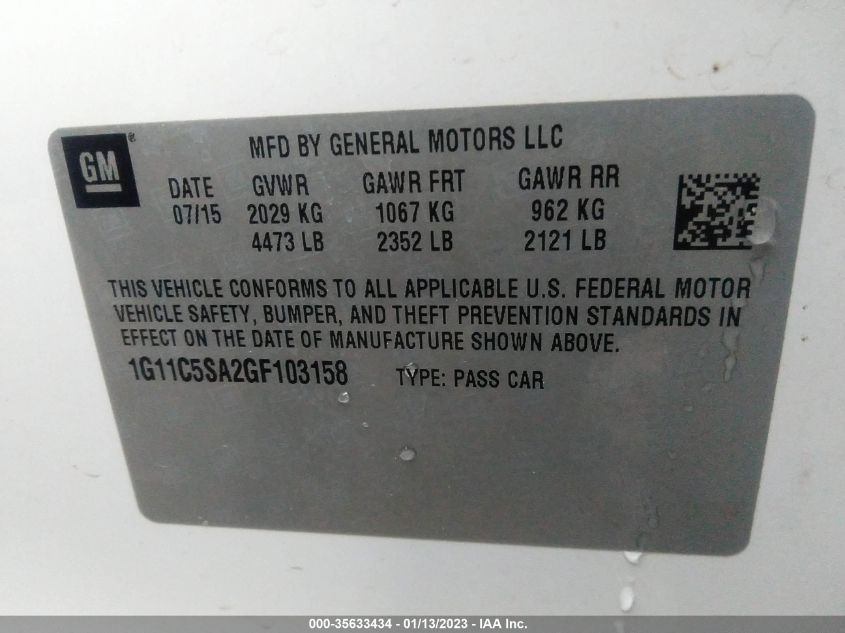 GM®
MFD BY GENERAL MOTORS LLC
DATE GVWR GAWR FRT GAWR RR
07/15 2029 KG 1067 KG 962 KG
4473 LB 2352 LB 2121 LB
THIS VEHICLE CONFORMS TO ALL APPLICABLE U.S. FEDERAL MOTOR
VEHICLE SAFETY, BUMPER, AND THEFT PREVENTION STANDARDS IN
EFFECT ON THE DATE OF MANUFACTURE SHOWN ABOVE.
1G11C5SA2GF103158 TYPE: PASS CAR
000-35633434 - 01/13/2023 - IAA Inc.